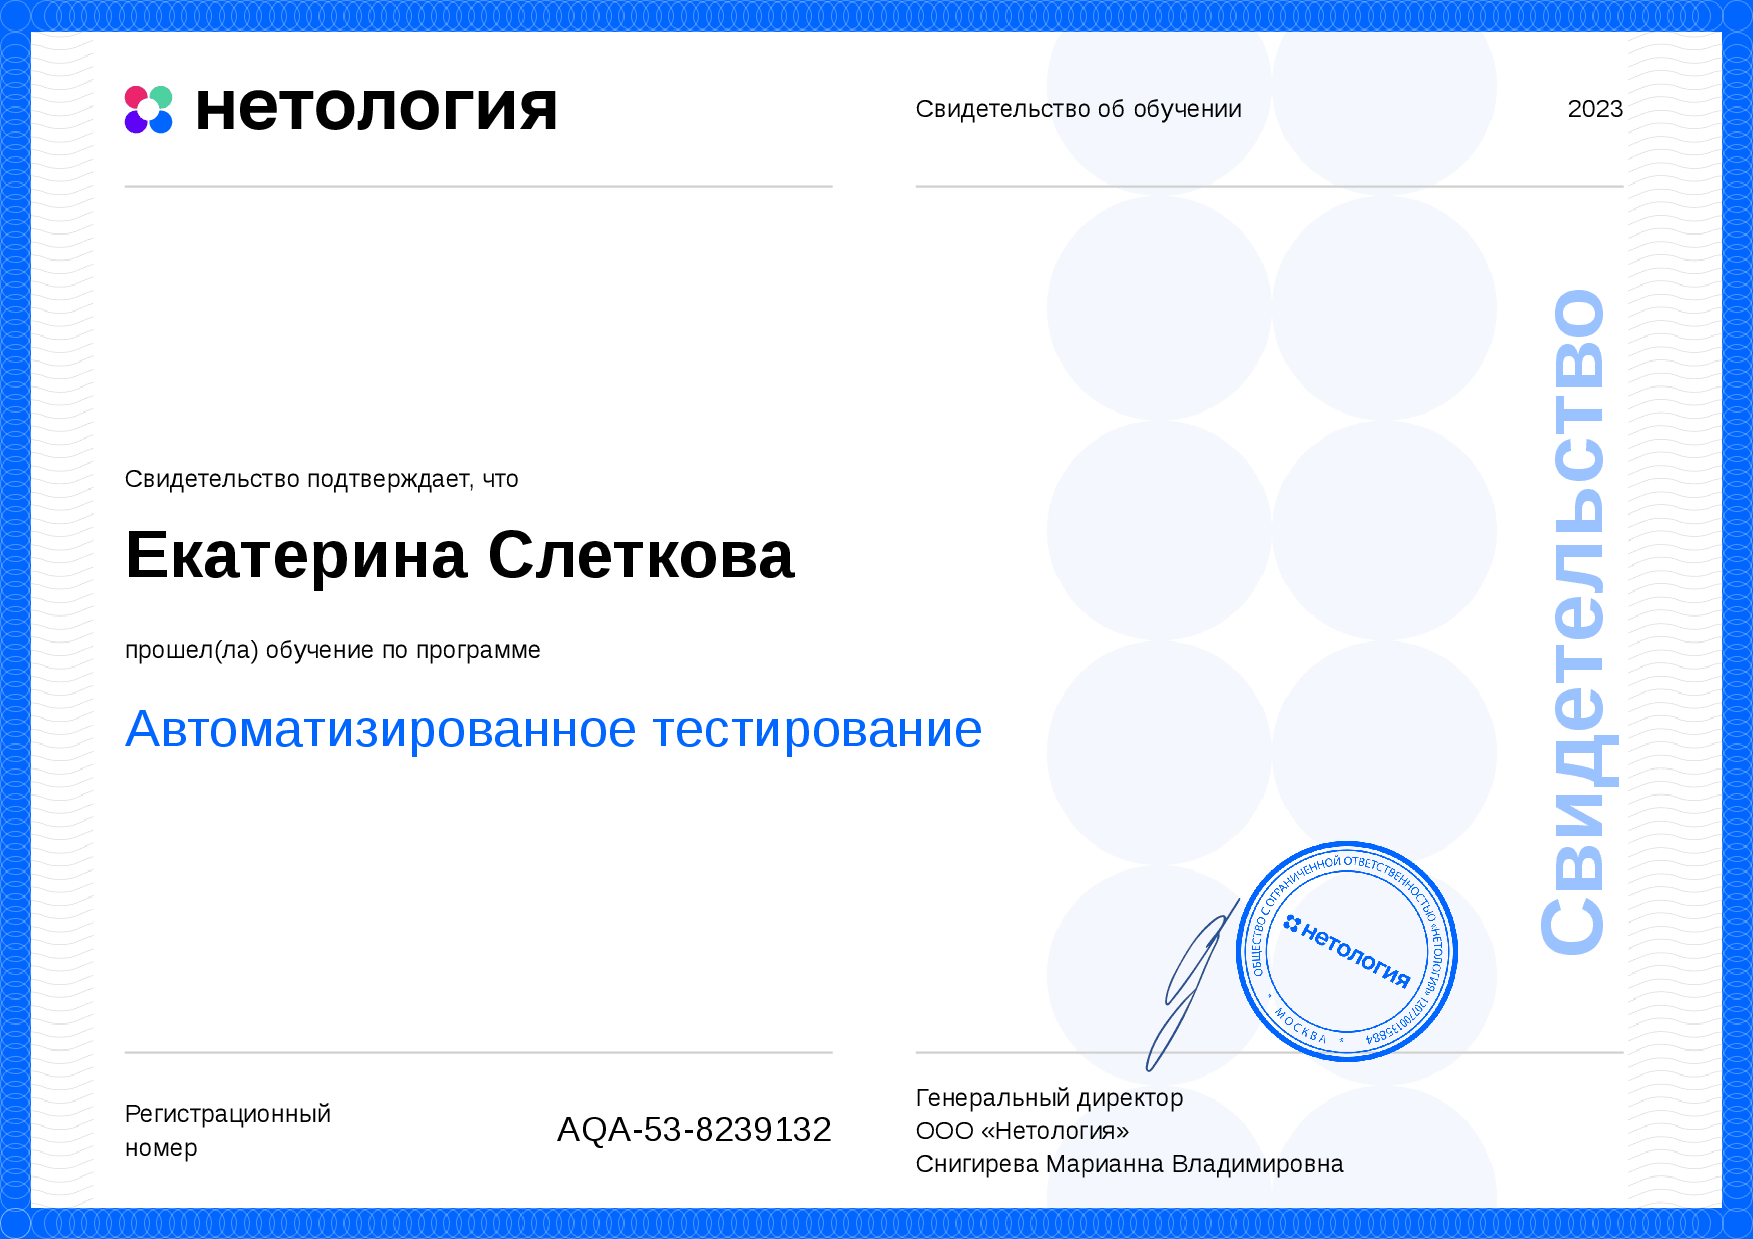 нетология
Свидетельство об обучении
2023
Свидетельство подтверждает, что
Екатерина Слеткова
прошел(ла) обучение по программе
Автоматизированное тестирование
Свидетельство
ОБЩЕСТВО С ОГРАНИЧЕННОЙ ОТВЕТСТВЕННОСТЬЮ «НЕТОЛОГИЯ» 1207700135884
* МОСКВА *
нетология
Регистрационный
номер
AQA-53-8239132
Генеральный директор
ООО «Нетология»
Снигирева Марианна Владимировна